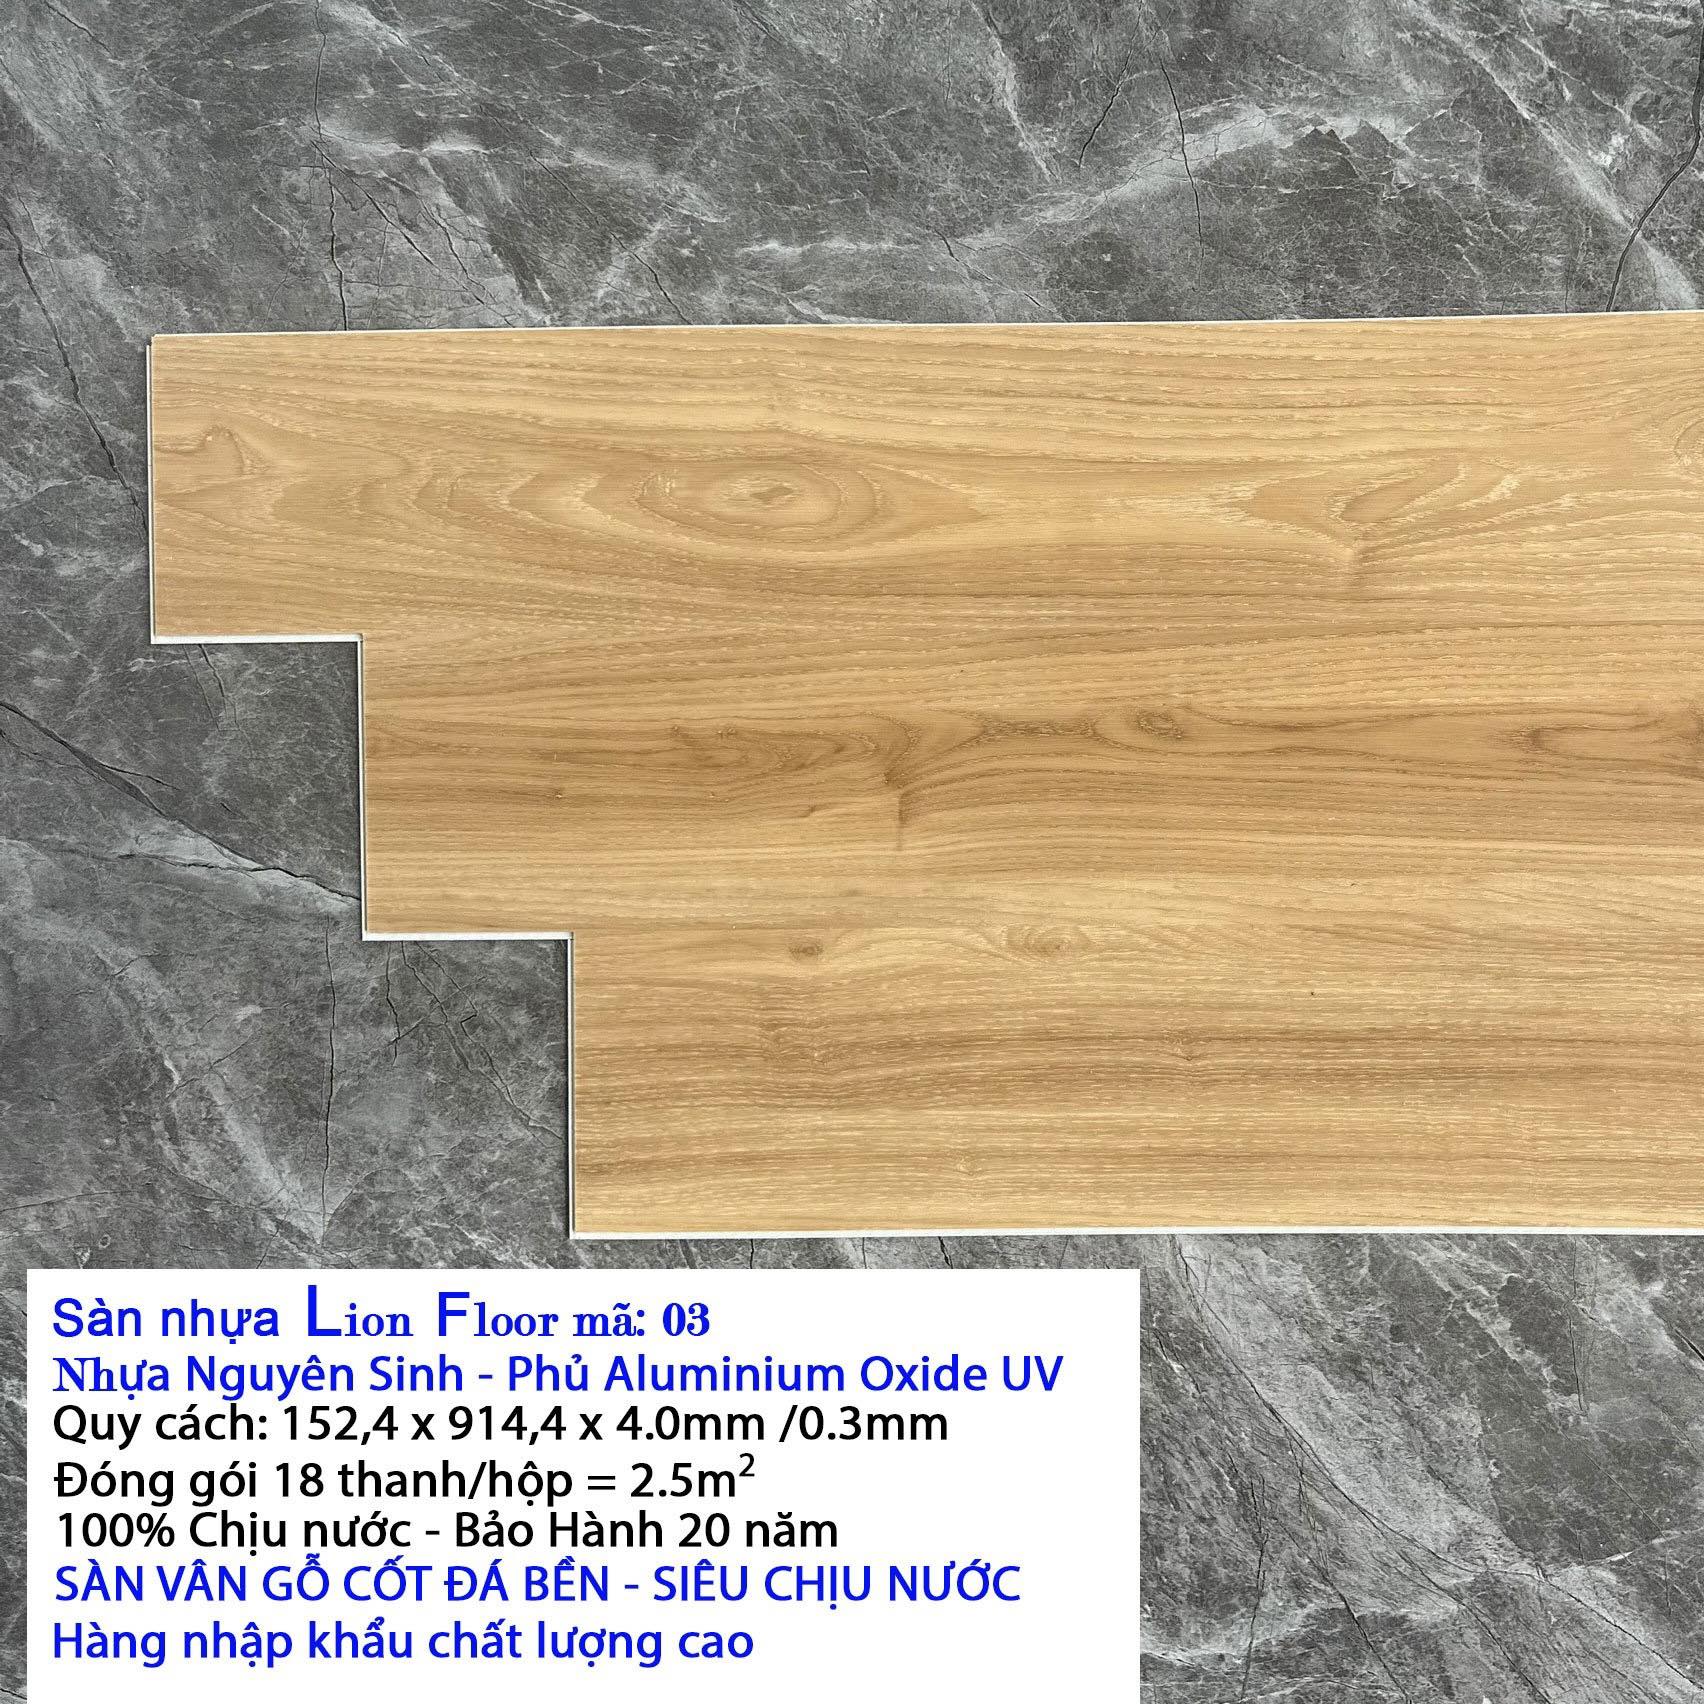 Sàn nhựa Lion Floor mã: 03
Nhựa Nguyên Sinh - Phủ Aluminium Oxide UV
Quy cách: 152,4 x 914,4 x 4.0mm /0.3mm
Đóng gói 18 thanh/hộp = 2.5m²
100% Chịu nước - Bảo Hành 20 năm
SÀN VÂN GỖ CỐT ĐÁ BỀN - SIÊU CHỊU NƯỚC
Hàng nhập khẩu chất lượng cao